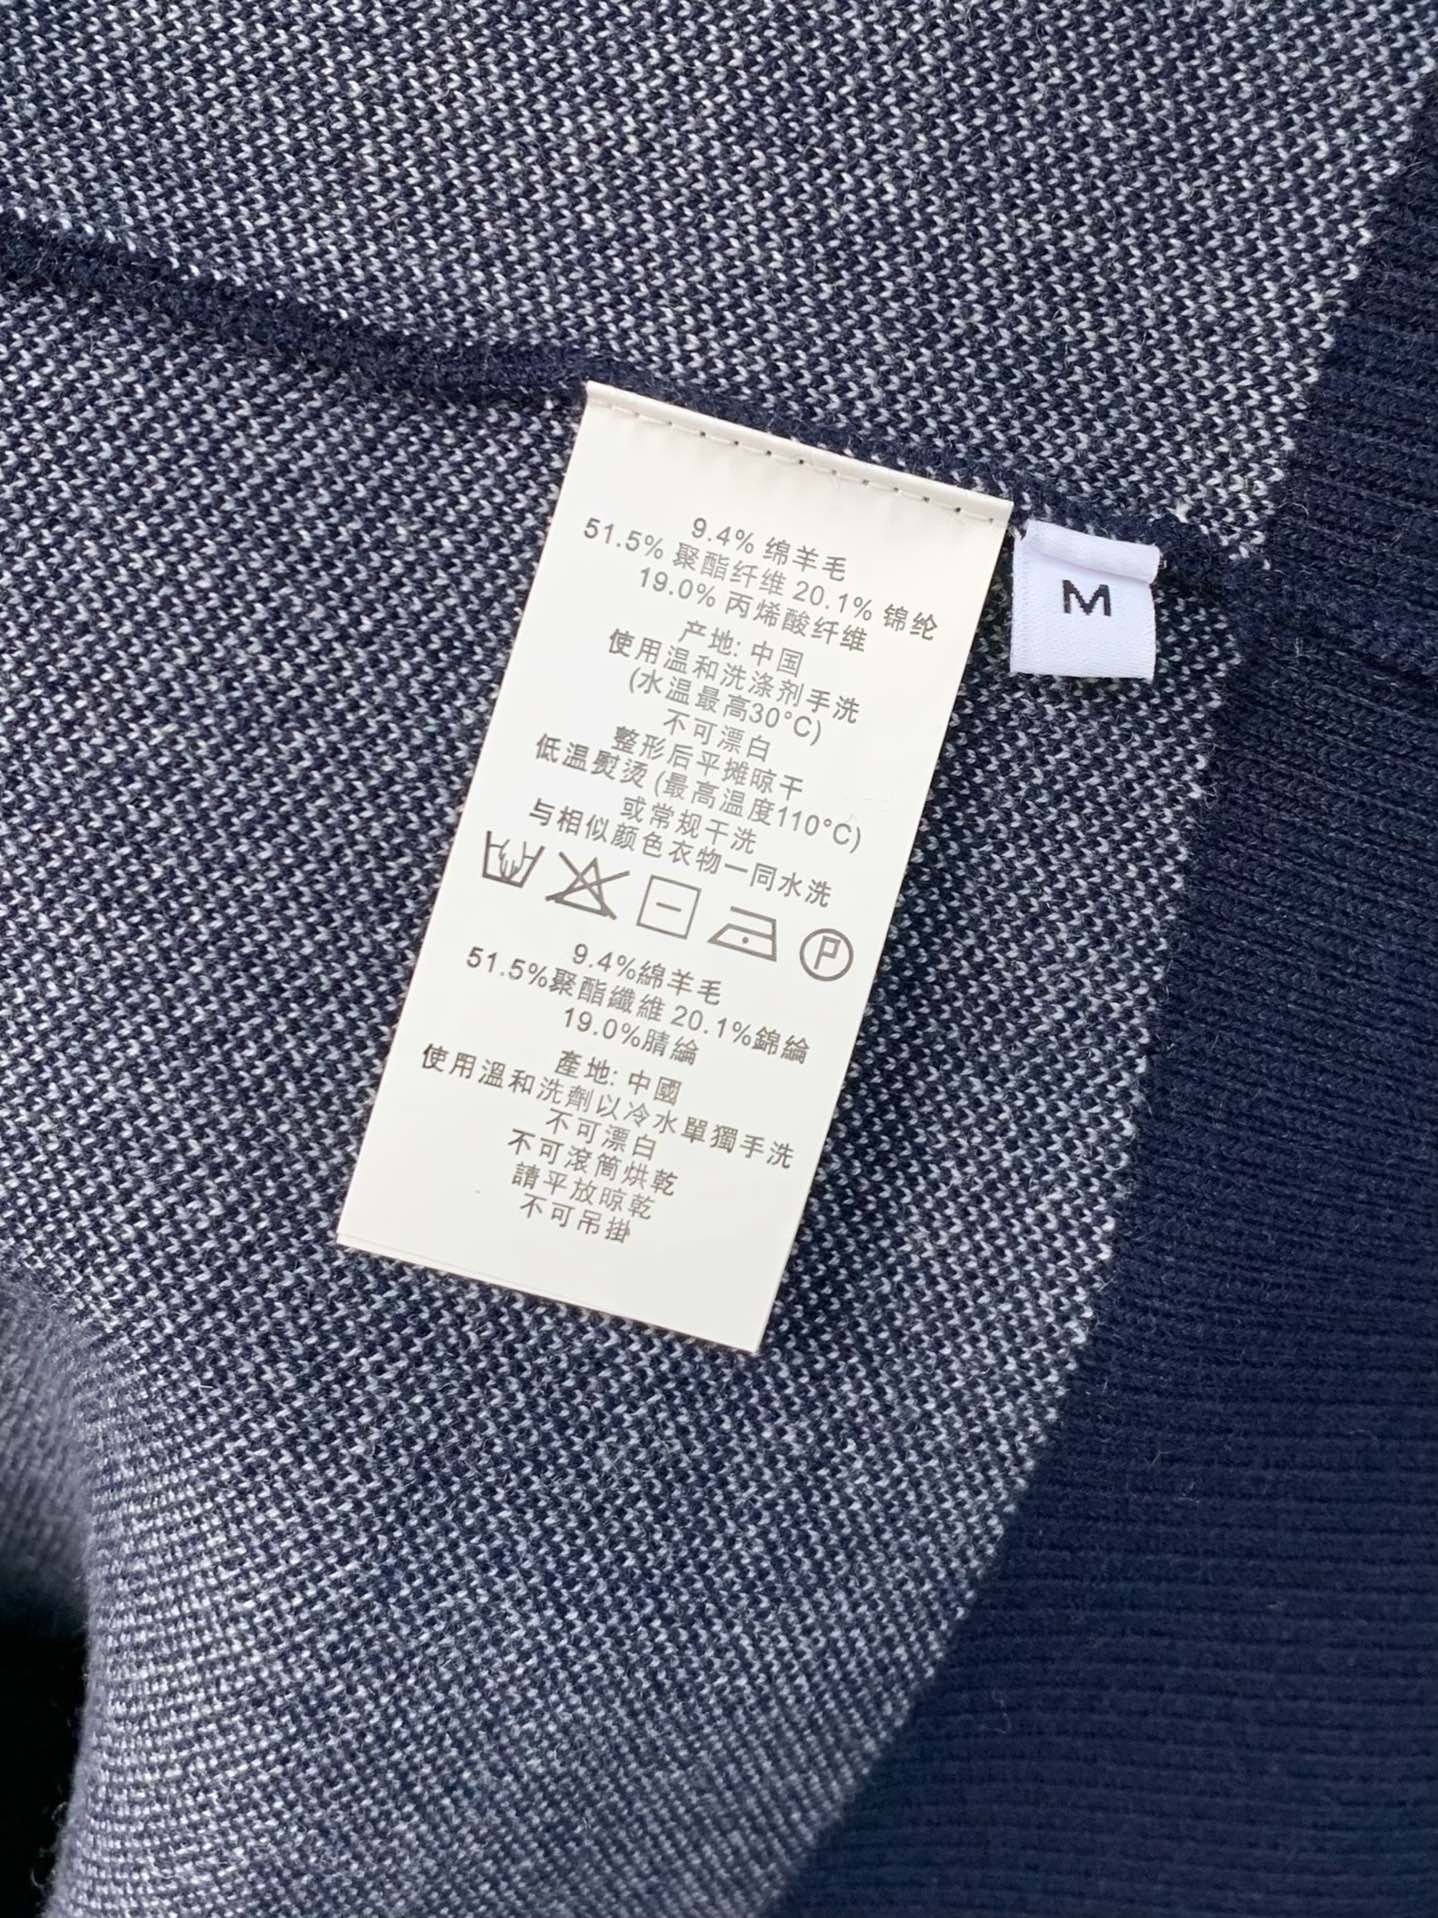 9.4% 绵羊毛
51.5% 聚酯纤维 20.1% 锦纶
19.0% 丙烯酸纤维
产地: 中国
使用温和洗涤剂手洗
(水温最高30°C)
不可漂白
整形后平摊晾干
低温熨烫 (最高温度110°C)
或常规干洗
与相似颜色衣物一同水洗
P
9.4%綿羊毛
51.5%聚酯纖維 20.1%錦綸
19.0%腈綸
產地: 中國
使用溫和洗劑以冷水單獨手洗
不可漂白
不可滾筒烘乾
請平放晾乾
不可吊掛
M